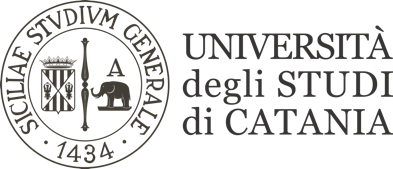 SICILIAE STVDIVM GENERALE
· 1434 ·
A
UNIVERSITÀ
degli STUDI
di CATANIA